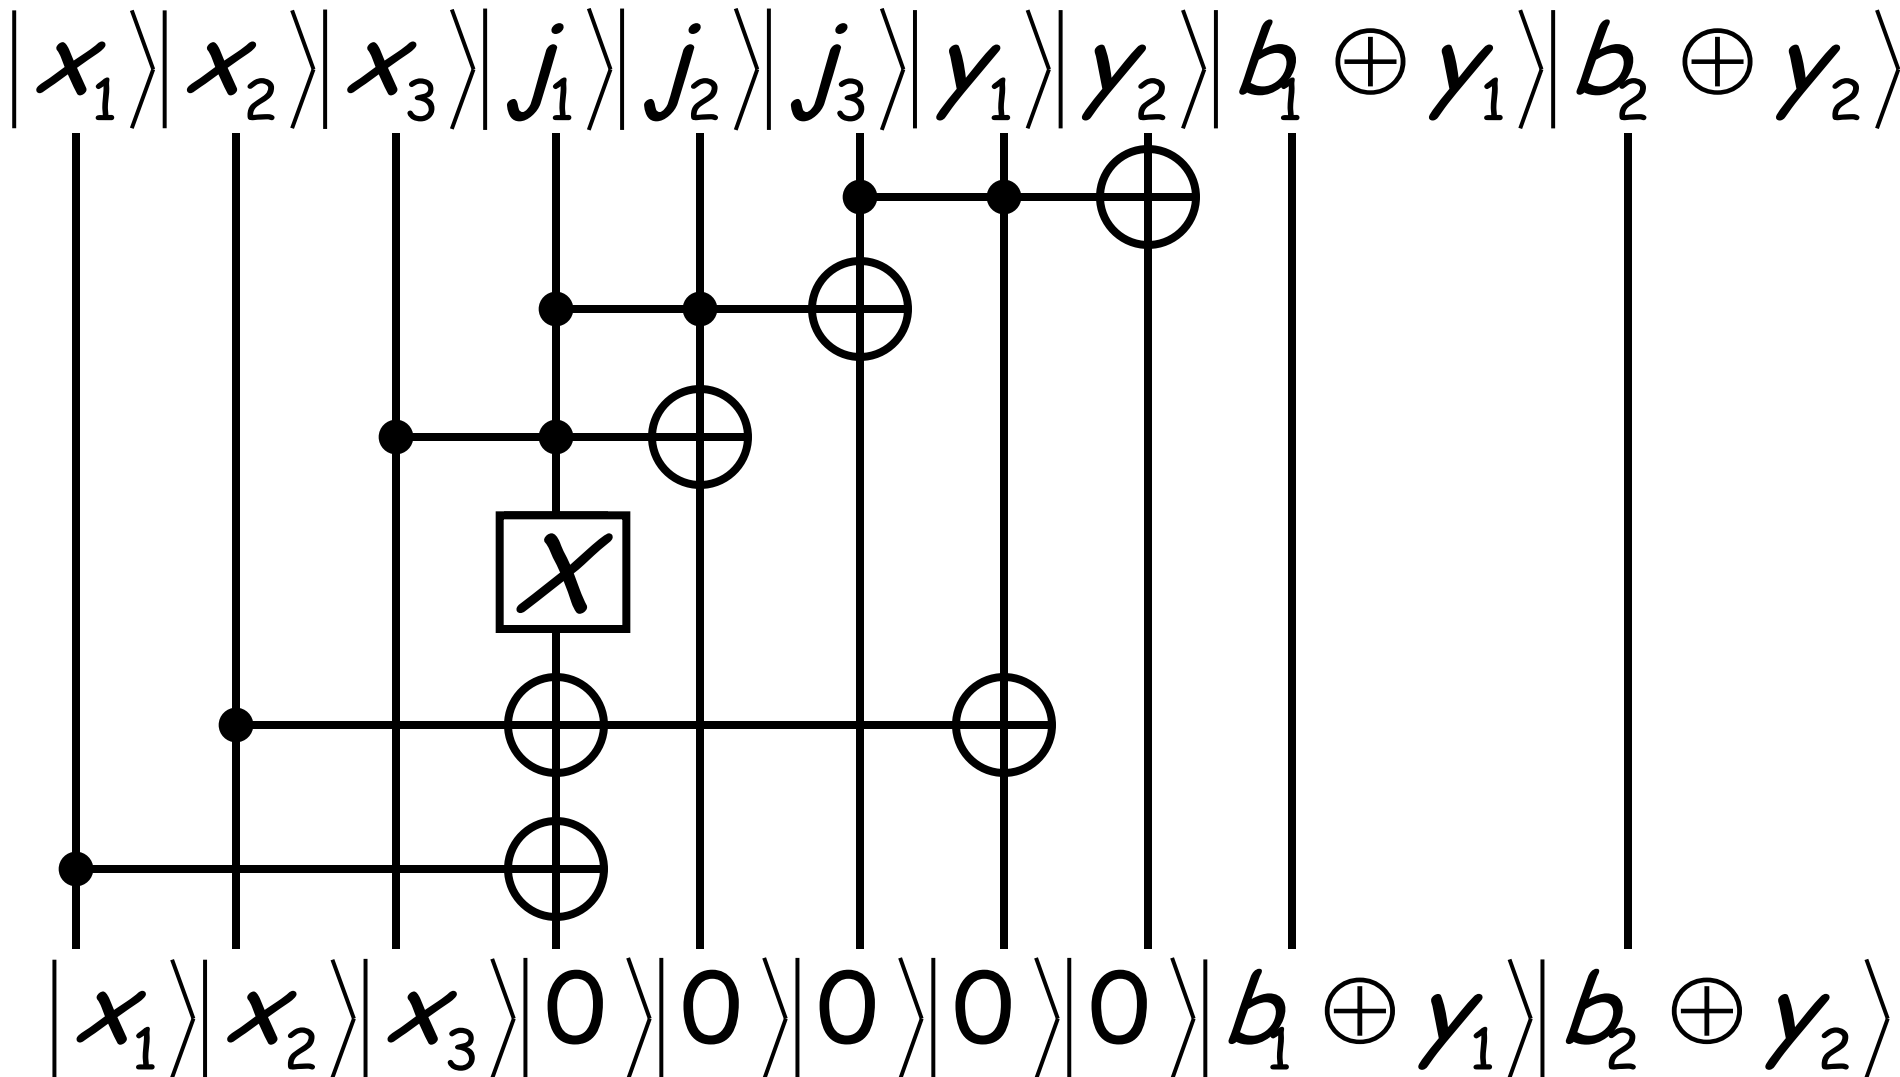 |x₁⟩|x₂⟩|x₃⟩|j₁⟩|j₂⟩|j₃⟩|y₁⟩|y₂⟩|b₁ ⊕ y₁⟩|b₂ ⊕ y₂⟩
X
|x₁⟩|x₂⟩|x₃⟩|0⟩|0⟩|0⟩|0⟩|0⟩|b₁ ⊕ y₁⟩|b₂ ⊕ y₂⟩